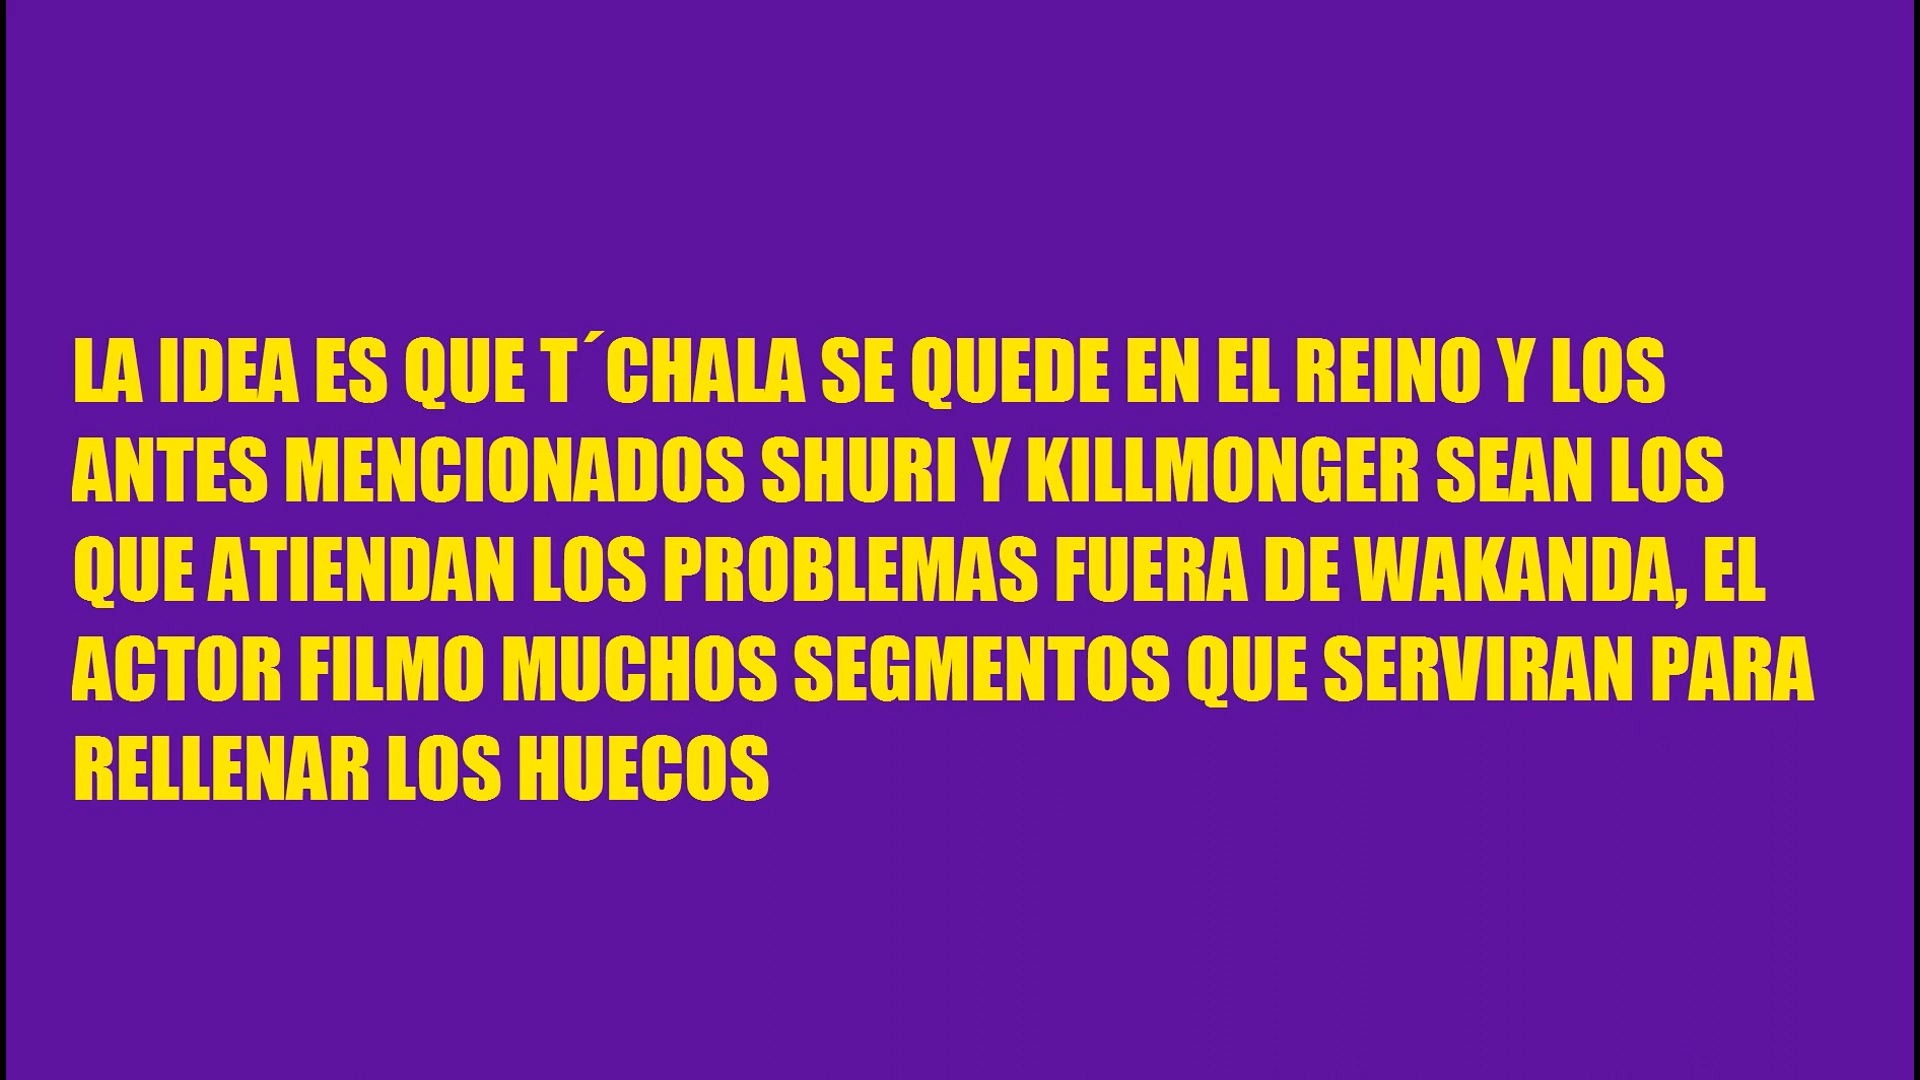 LA IDEA ES QUE T´CHALA SE QUEDE EN EL REINO Y LOS
ANTES MENCIONADOS SHURI Y KILLMONGER SEAN LOS
QUE ATIENDAN LOS PROBLEMAS FUERA DE WAKANDA, EL
ACTOR FILMO MUCHOS SEGMENTOS QUE SERVIRAN PARA
RELLENAR LOS HUECOS